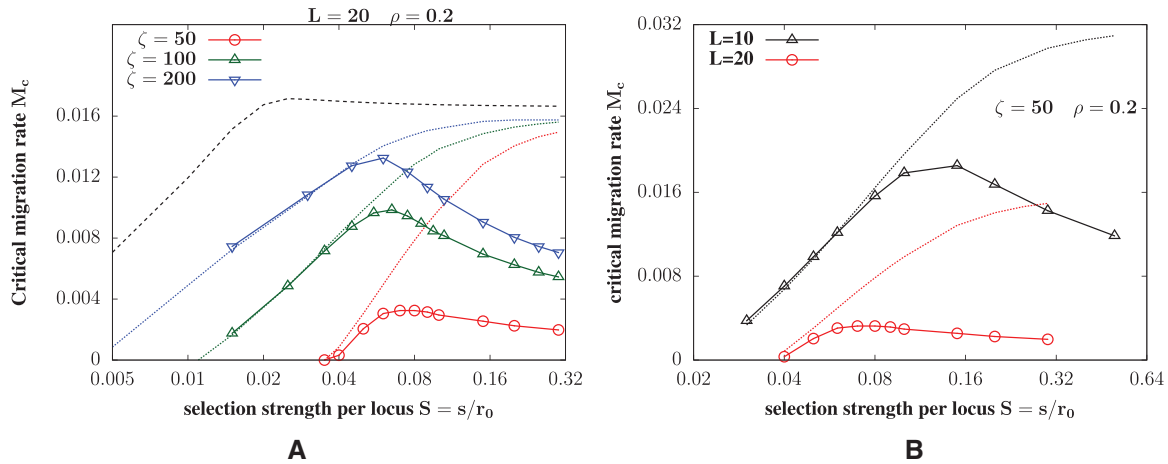 L = 20 ρ = 0.2
ζ = 50
ζ = 100
ζ = 200
Critical migration rate M_c
0.016
0.012
0.008
0.004
0
0.005 0.01 0.02 0.04 0.08 0.16 0.32
selection strength per locus S = s/r_0
A
L=10
L=20
ζ = 50 ρ = 0.2
critical migration rate M_c
0.032
0.024
0.016
0.008
0
0.02 0.04 0.08 0.16 0.32 0.64
selection strength per locus S = s/r_0
B